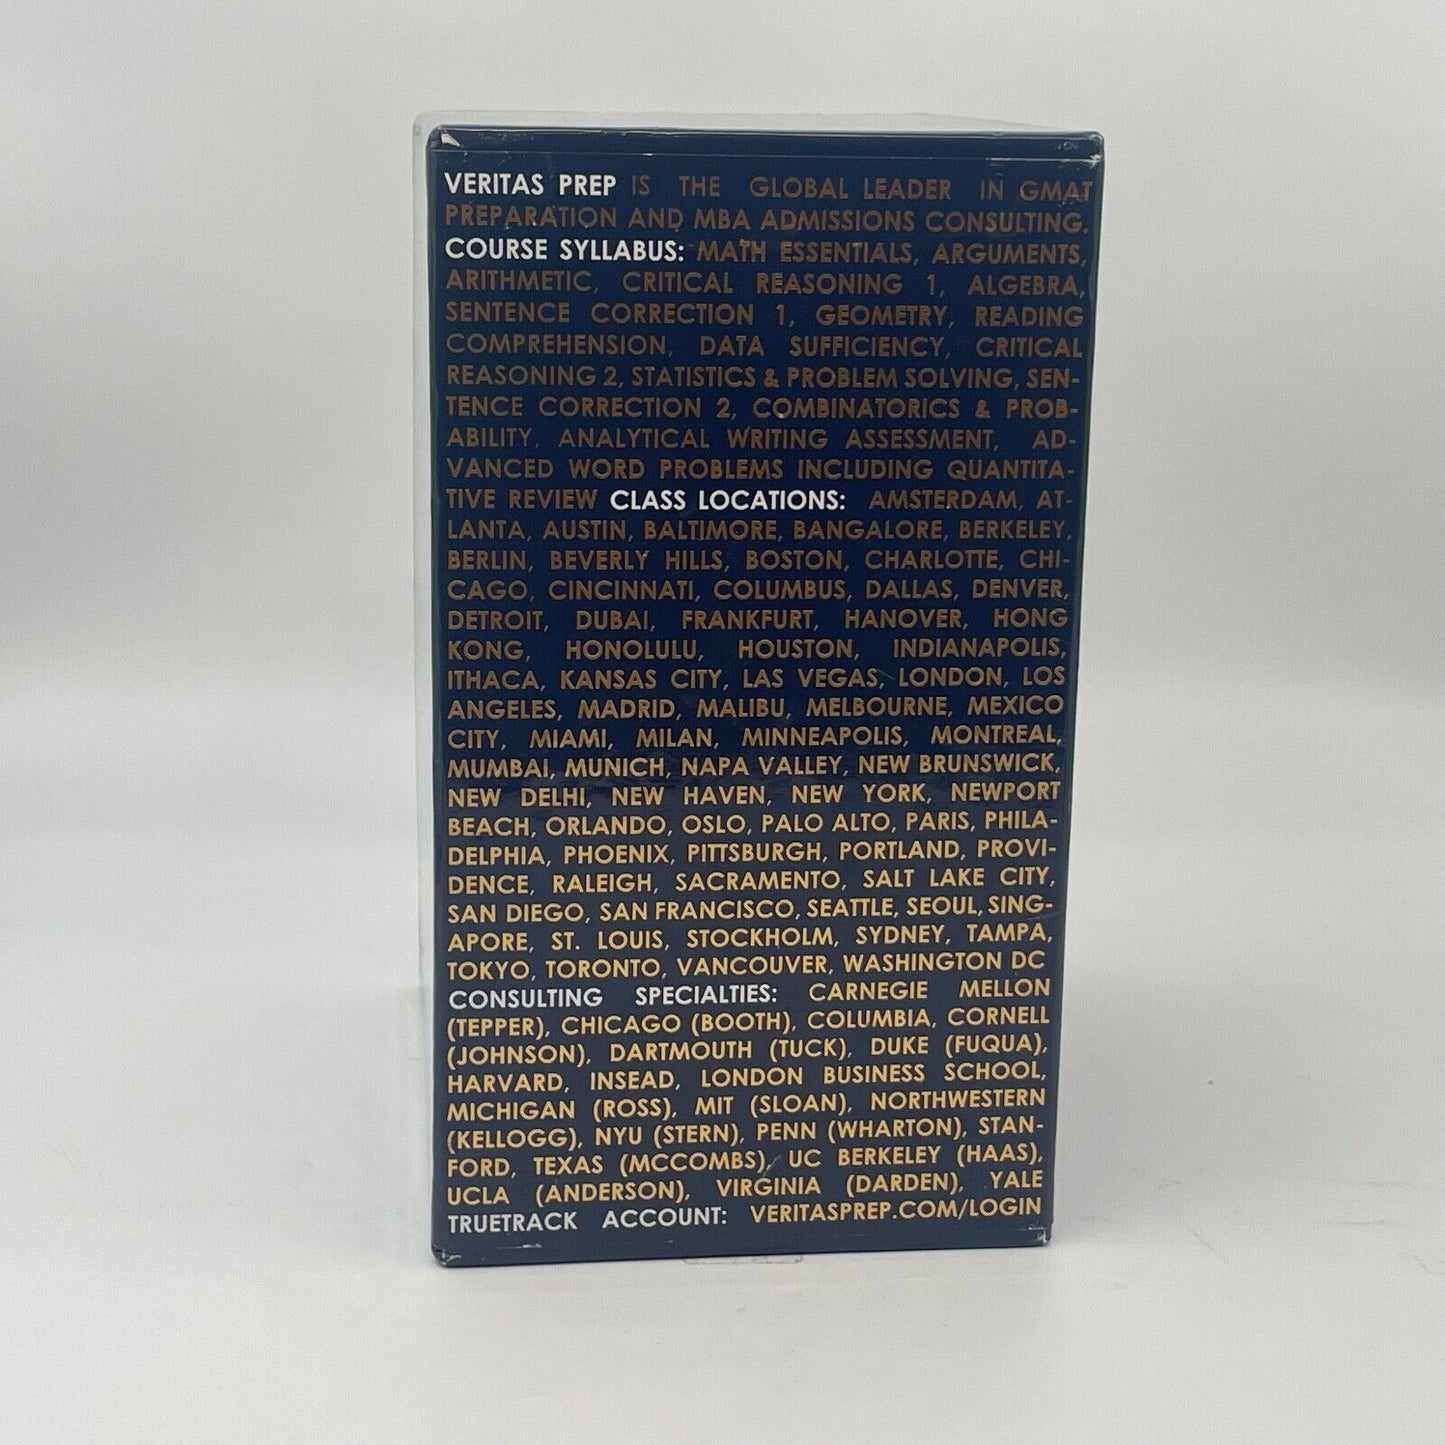 VERITAS PREP IS THE GLOBAL LEADER IN GMAT
PREPARATION AND MBA ADMISSIONS CONSULTING.
COURSE SYLLABUS: MATH ESSENTIALS, ARGUMENTS,
ARITHMETIC, CRITICAL REASONING 1, ALGEBRA,
SENTENCE CORRECTION 1, GEOMETRY, READING
COMPREHENSION, DATA SUFFICIENCY, CRITICAL
REASONING 2, STATISTICS & PROBLEM SOLVING, SEN-
TENCE CORRECTION 2, COMBINATORICS & PROB-
ABILITY, ANALYTICAL WRITING ASSESSMENT, AD-
VANCED WORD PROBLEMS INCLUDING QUANTITA-
TIVE REVIEW CLASS LOCATIONS: AMSTERDAM, AT-
LANTA, AUSTIN, BALTIMORE, BANGALORE, BERKELEY,
BERLIN, BEVERLY HILLS, BOSTON, CHARLOTTE, CHI-
CAGO, CINCINNATI, COLUMBUS, DALLAS, DENVER,
DETROIT, DUBAI, FRANKFURT, HANOVER, HONG
KONG, HONOLULU, HOUSTON, INDIANAPOLIS,
ITHACA, KANSAS CITY, LAS VEGAS, LONDON, LOS
ANGELES, MADRID, MALIBU, MELBOURNE, MEXICO
CITY, MIAMI, MILAN, MINNEAPOLIS, MONTREAL,
MUMBAI, MUNICH, NAPA VALLEY, NEW BRUNSWICK,
NEW DELHI, NEW HAVEN, NEW YORK, NEWPORT
BEACH, ORLANDO, OSLO, PALO ALTO, PARIS, PHILA-
DELPHIA, PHOENIX, PITTSBURGH, PORTLAND, PROVI-
DENCE, RALEIGH, SACRAMENTO, SALT LAKE CITY,
SAN DIEGO, SAN FRANCISCO, SEATTLE, SEOUL, SING-
APORE, ST. LOUIS, STOCKHOLM, SYDNEY, TAMPA,
TOKYO, TORONTO, VANCOUVER, WASHINGTON DC
CONSULTING SPECIALTIES: CARNEGIE MELLON
(TEPPER), CHICAGO (BOOTH), COLUMBIA, CORNELL
(JOHNSON), DARTMOUTH (TUCK), DUKE (FUQUA),
HARVARD, INSEAD, LONDON BUSINESS SCHOOL,
MICHIGAN (ROSS), MIT (SLOAN), NORTHWESTERN
(KELLOGG), NYU (STERN), PENN (WHARTON), STAN-
FORD, TEXAS (MCCOMBS), UC BERKELEY (HAAS),
UCLA (ANDERSON), VIRGINIA (DARDEN), YALE
TRUETRACK ACCOUNT: VERITASPREP.COM/LOGIN